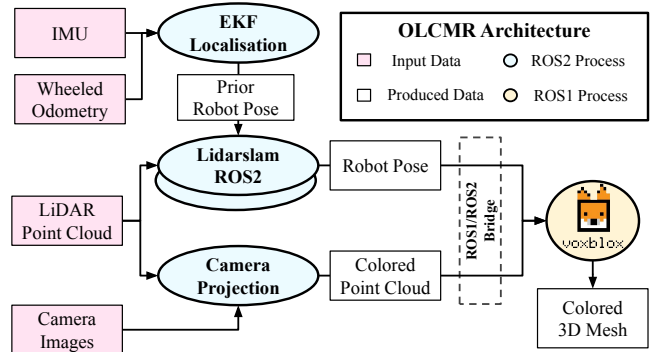 IMU
EKF
Localisation
OLCMR Architecture
Input Data
ROS2 Process
Produced Data
ROS1 Process
Wheeled
Odometry
Prior
Robot Pose
Lidarslam
ROS2
Robot Pose
LiDAR
Point Cloud
ROS1/ROS2
Bridge
voxblox
Camera
Projection
Colored
Point Cloud
Colored
3D Mesh
Camera
Images